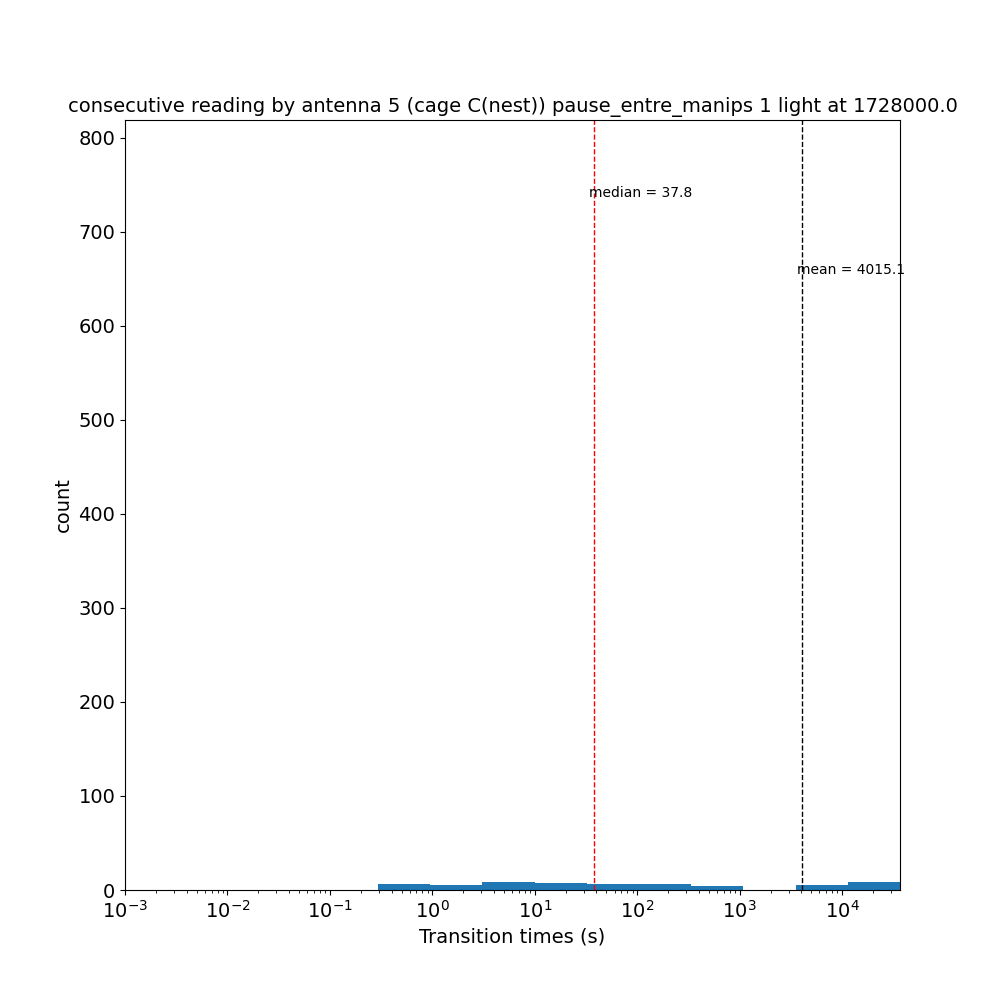 consecutive reading by antenna 5 (cage C(nest)) pause_entre_manips 1 light at 1728000.0
800
median = 37.8
700
mean = 4015.1
600
500
count
400
300
200
100
0
10⁻³ 10⁻² 10⁻¹ 10⁰ 10¹ 10² 10³ 10⁴
Transition times (s)